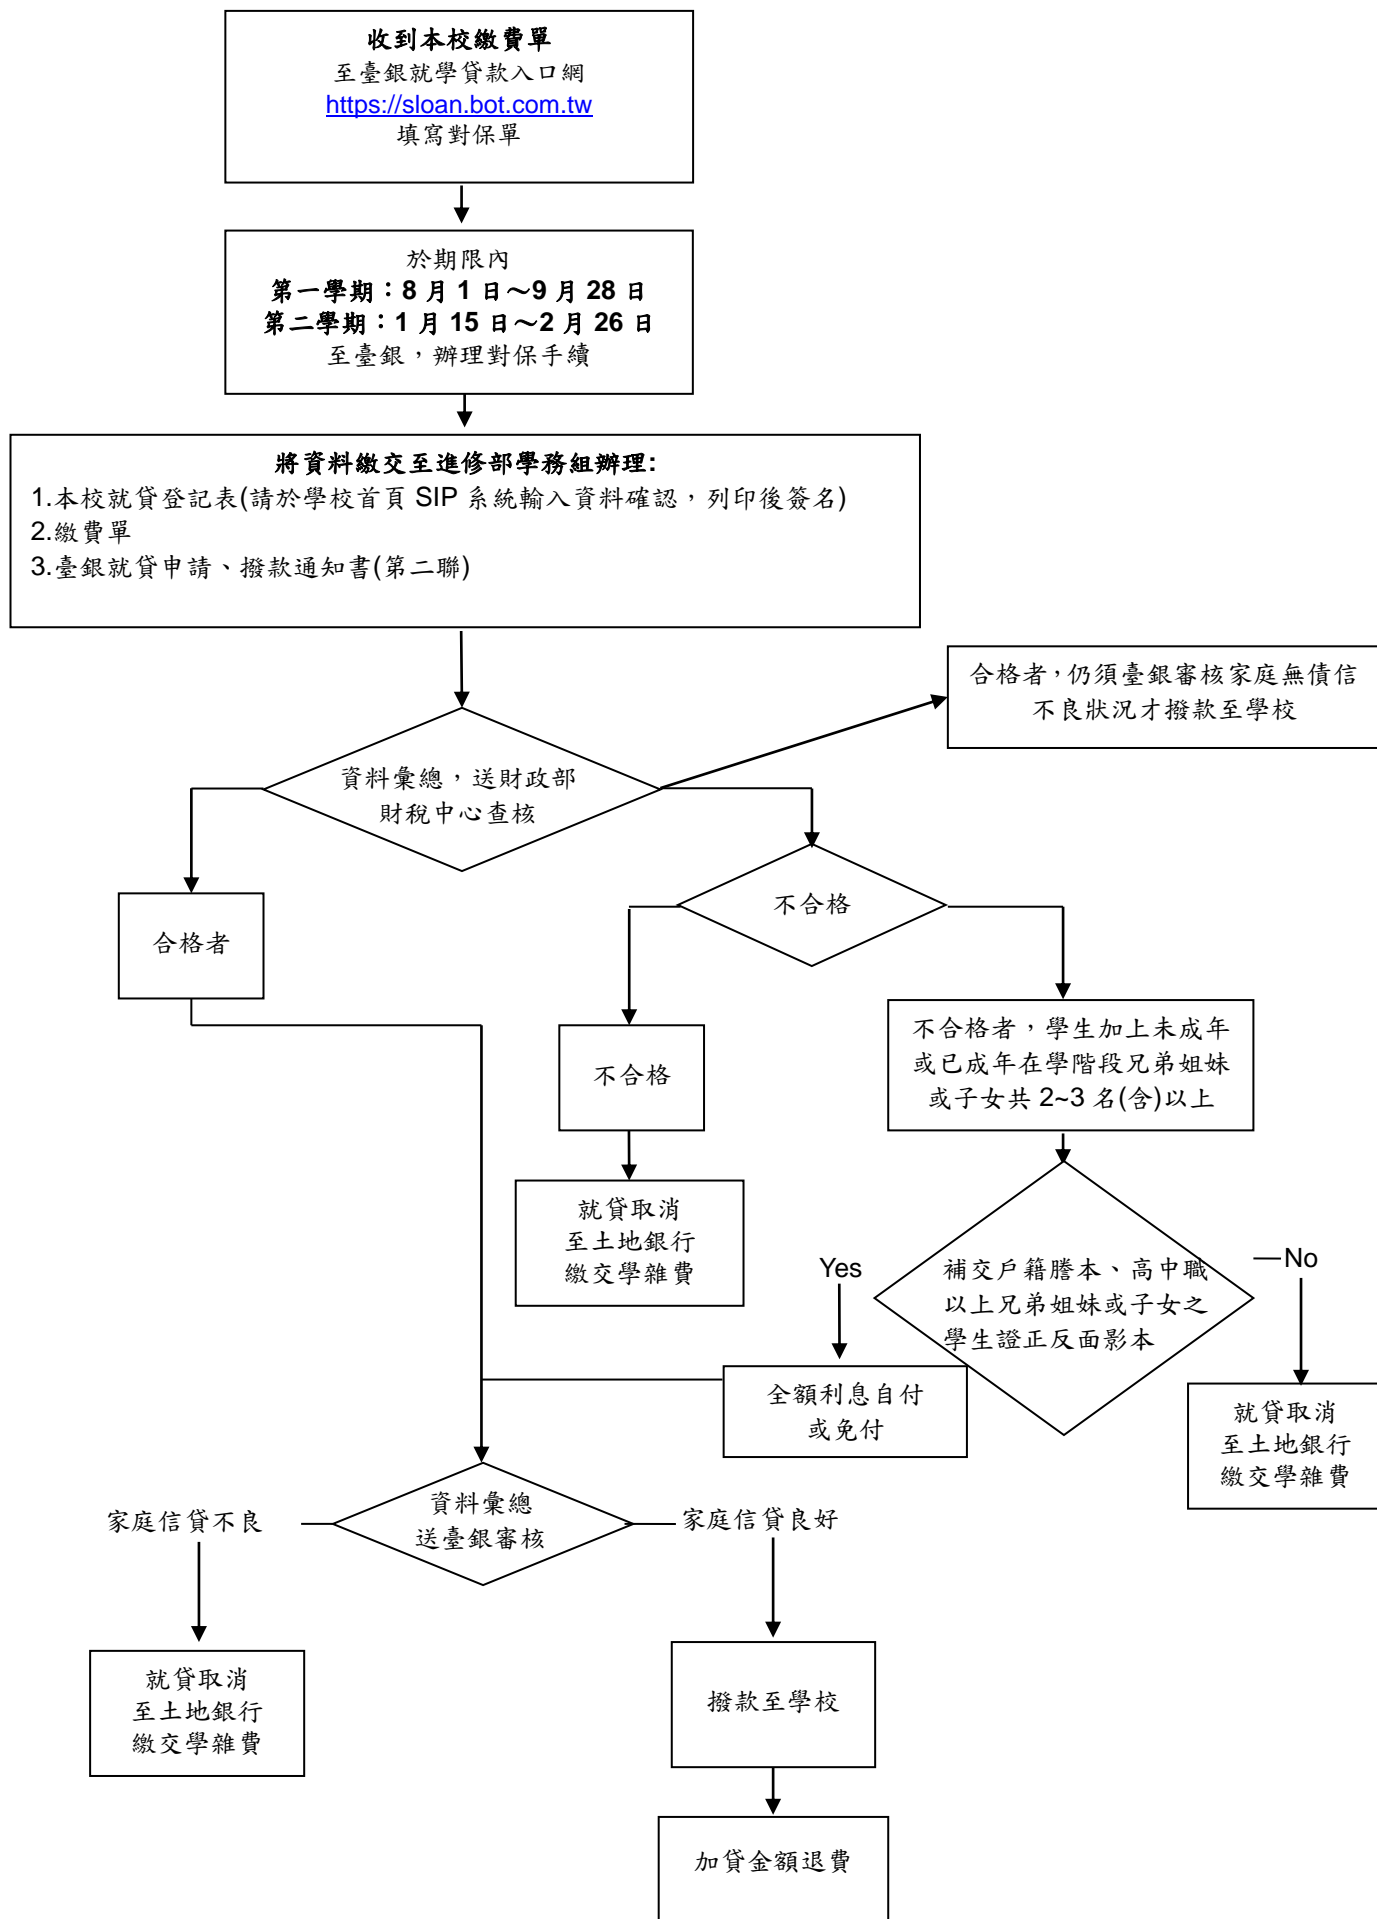 收到本校繳費單
至臺銀就學貸款入口網
https://sloan.bot.com.tw
填寫對保單
於期限內
第一學期：8 月 1 日～9 月 28 日
第二學期：1 月 15 日～2 月 26 日
至臺銀，辦理對保手續
將資料繳交至進修部學務組辦理:
1.本校就貸登記表(請於學校首頁 SIP 系統輸入資料確認，列印後簽名)
2.繳費單
3.臺銀就貸申請、撥款通知書(第二聯)
合格者，仍須臺銀審核家庭無債信
不良狀況才撥款至學校
資料彙總，送財政部
財稅中心查核
合格者
不合格
不合格
不合格者，學生加上未成年
或已成年在學階段兄弟姐妹
或子女共 2~3 名(含)以上
就貸取消
至土地銀行
繳交學雜費
Yes
補交戶籍謄本、高中職
以上兄弟姐妹或子女之
學生證正反面影本
No
全額利息自付
或免付
就貸取消
至土地銀行
繳交學雜費
資料彙總
送臺銀審核
家庭信貸不良
家庭信貸良好
就貸取消
至土地銀行
繳交學雜費
撥款至學校
加貸金額退費